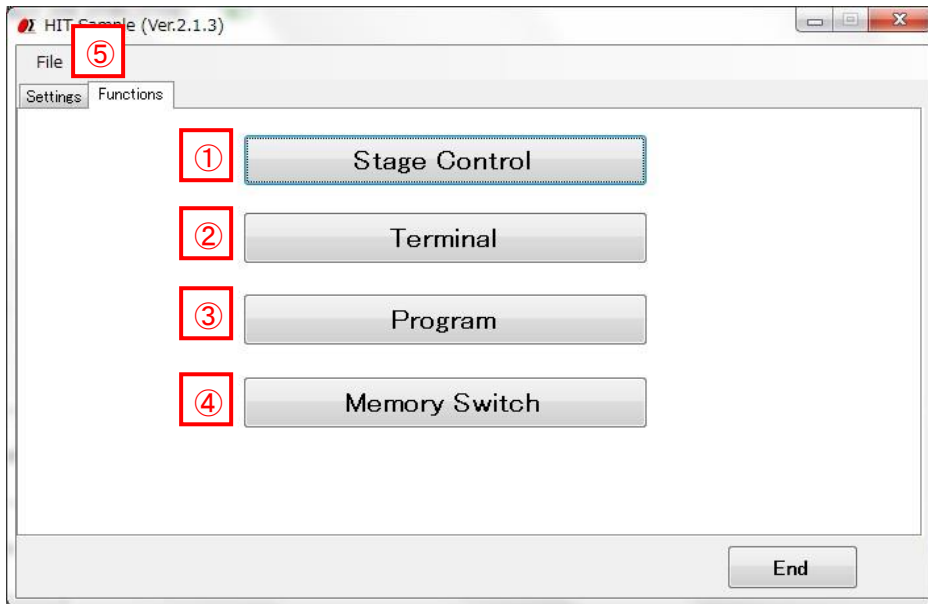 HIT Sample (Ver.2.1.3)
File ⑤
Settings Functions
① Stage Control
② Terminal
③ Program
④ Memory Switch
End